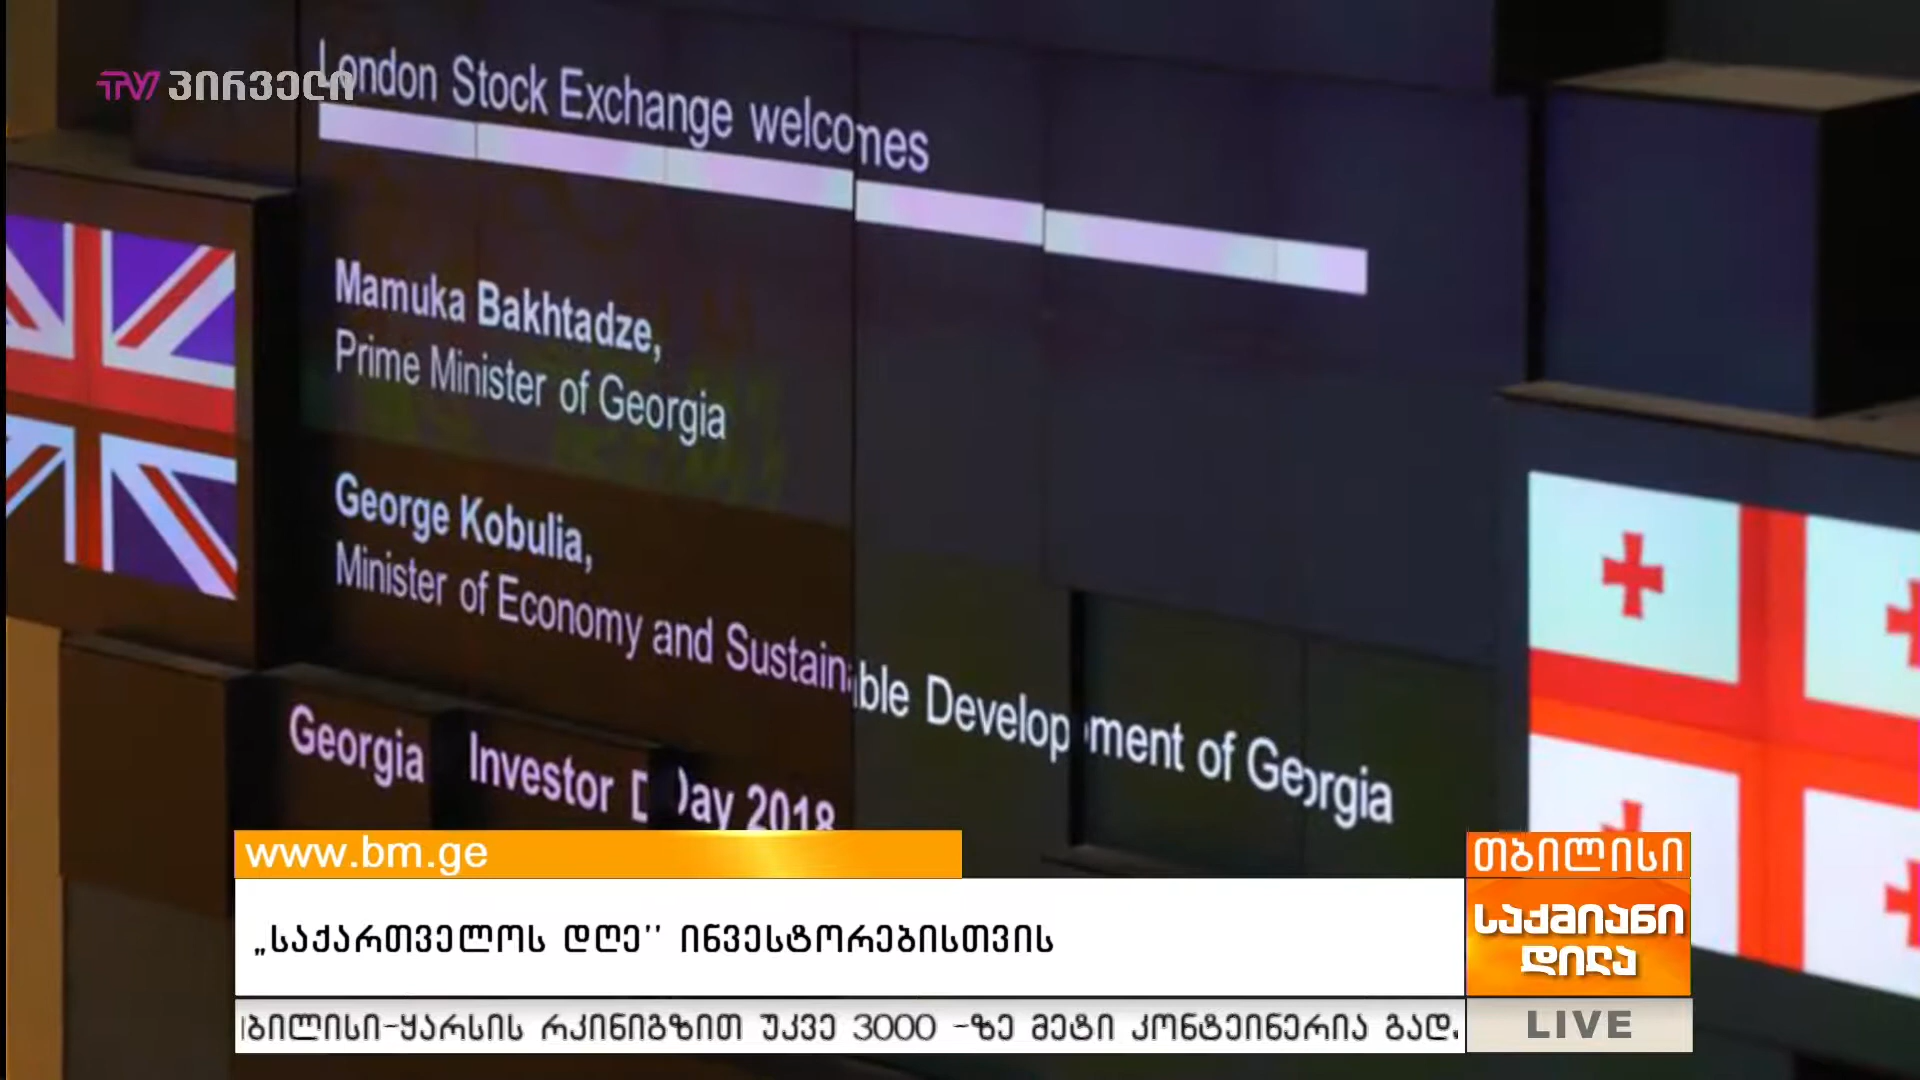 TV პირველი
London Stock Exchange welcomes
Mamuka Bakhtadze,
Prime Minister of Georgia
George Kobulia,
Minister of Economy and Sustainable Development of Georgia
Georgia Investor Day 2018
www.bm.ge
თბილისი
„საქართველოს დღე'' ინვესტორებისთვის
საქმიანი
დილა
ბილისი-ყარსის რკინიგზით უკვე 3000 -ზე მეტი კონტეინერია გად
LIVE